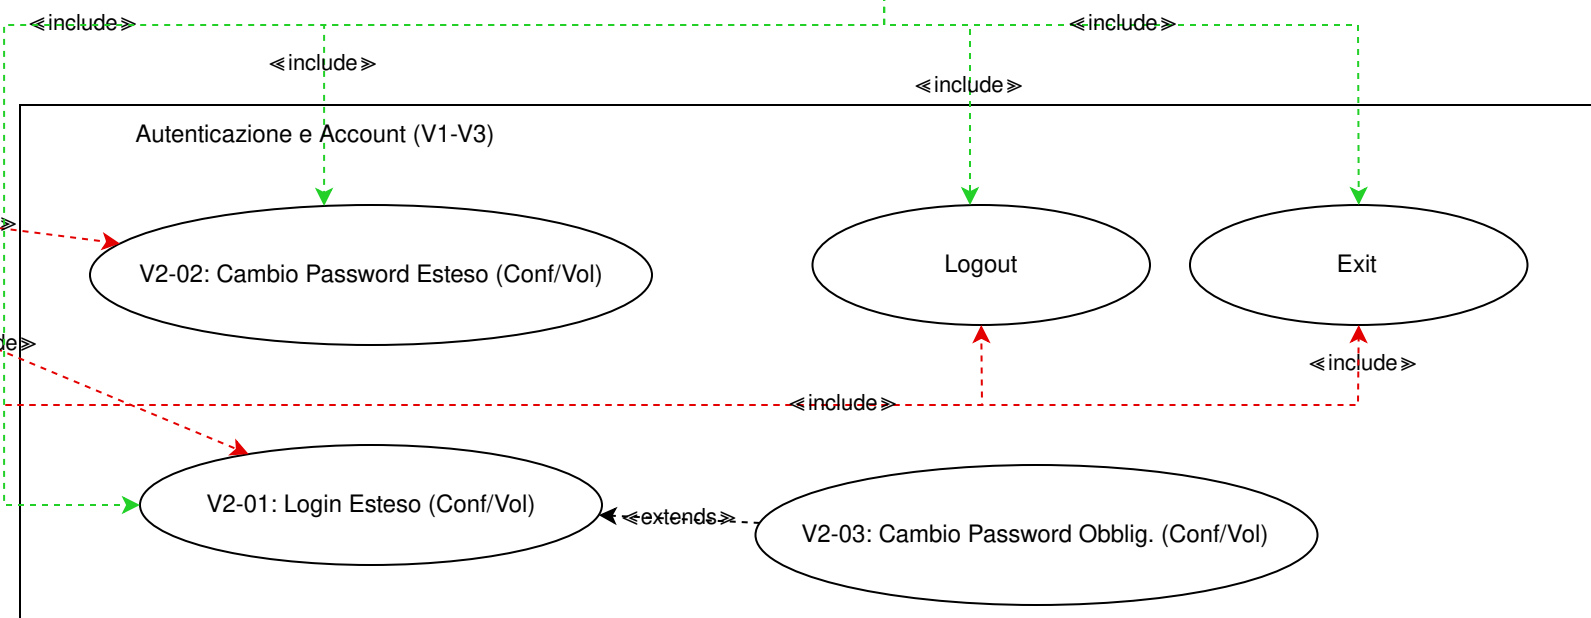 ≪include≫
≪include≫
≪include≫
≪include≫
Autenticazione e Account (V1-V3)
≫
V2-02: Cambio Password Esteso (Conf/Vol)
Logout
Exit
de≫
≪include≫
≪include≫
V2-01: Login Esteso (Conf/Vol)
≪extends≫
V2-03: Cambio Password Obblig. (Conf/Vol)